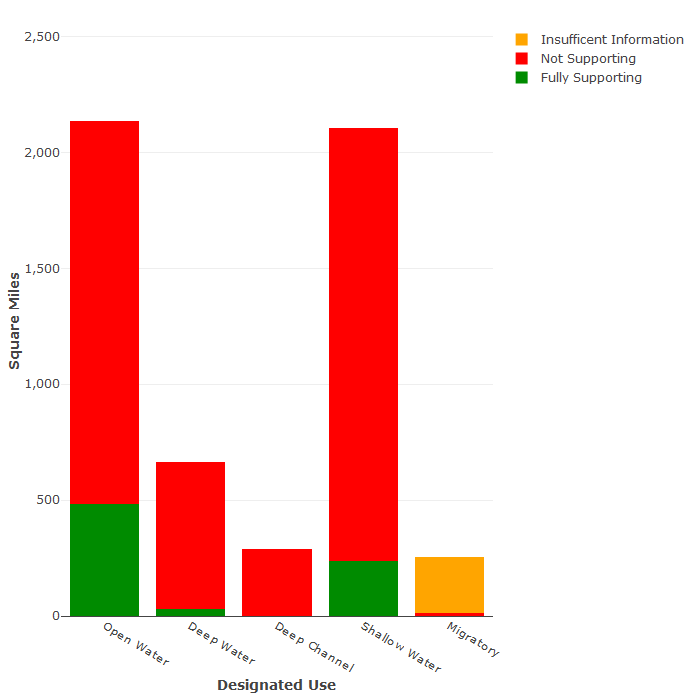 2,500
2,000
1,500
1,000
500
0
Square Miles
Open Water
Deep Water
Deep Channel
Shallow Water
Migratory
Designated Use
Insufficent Information
Not Supporting
Fully Supporting